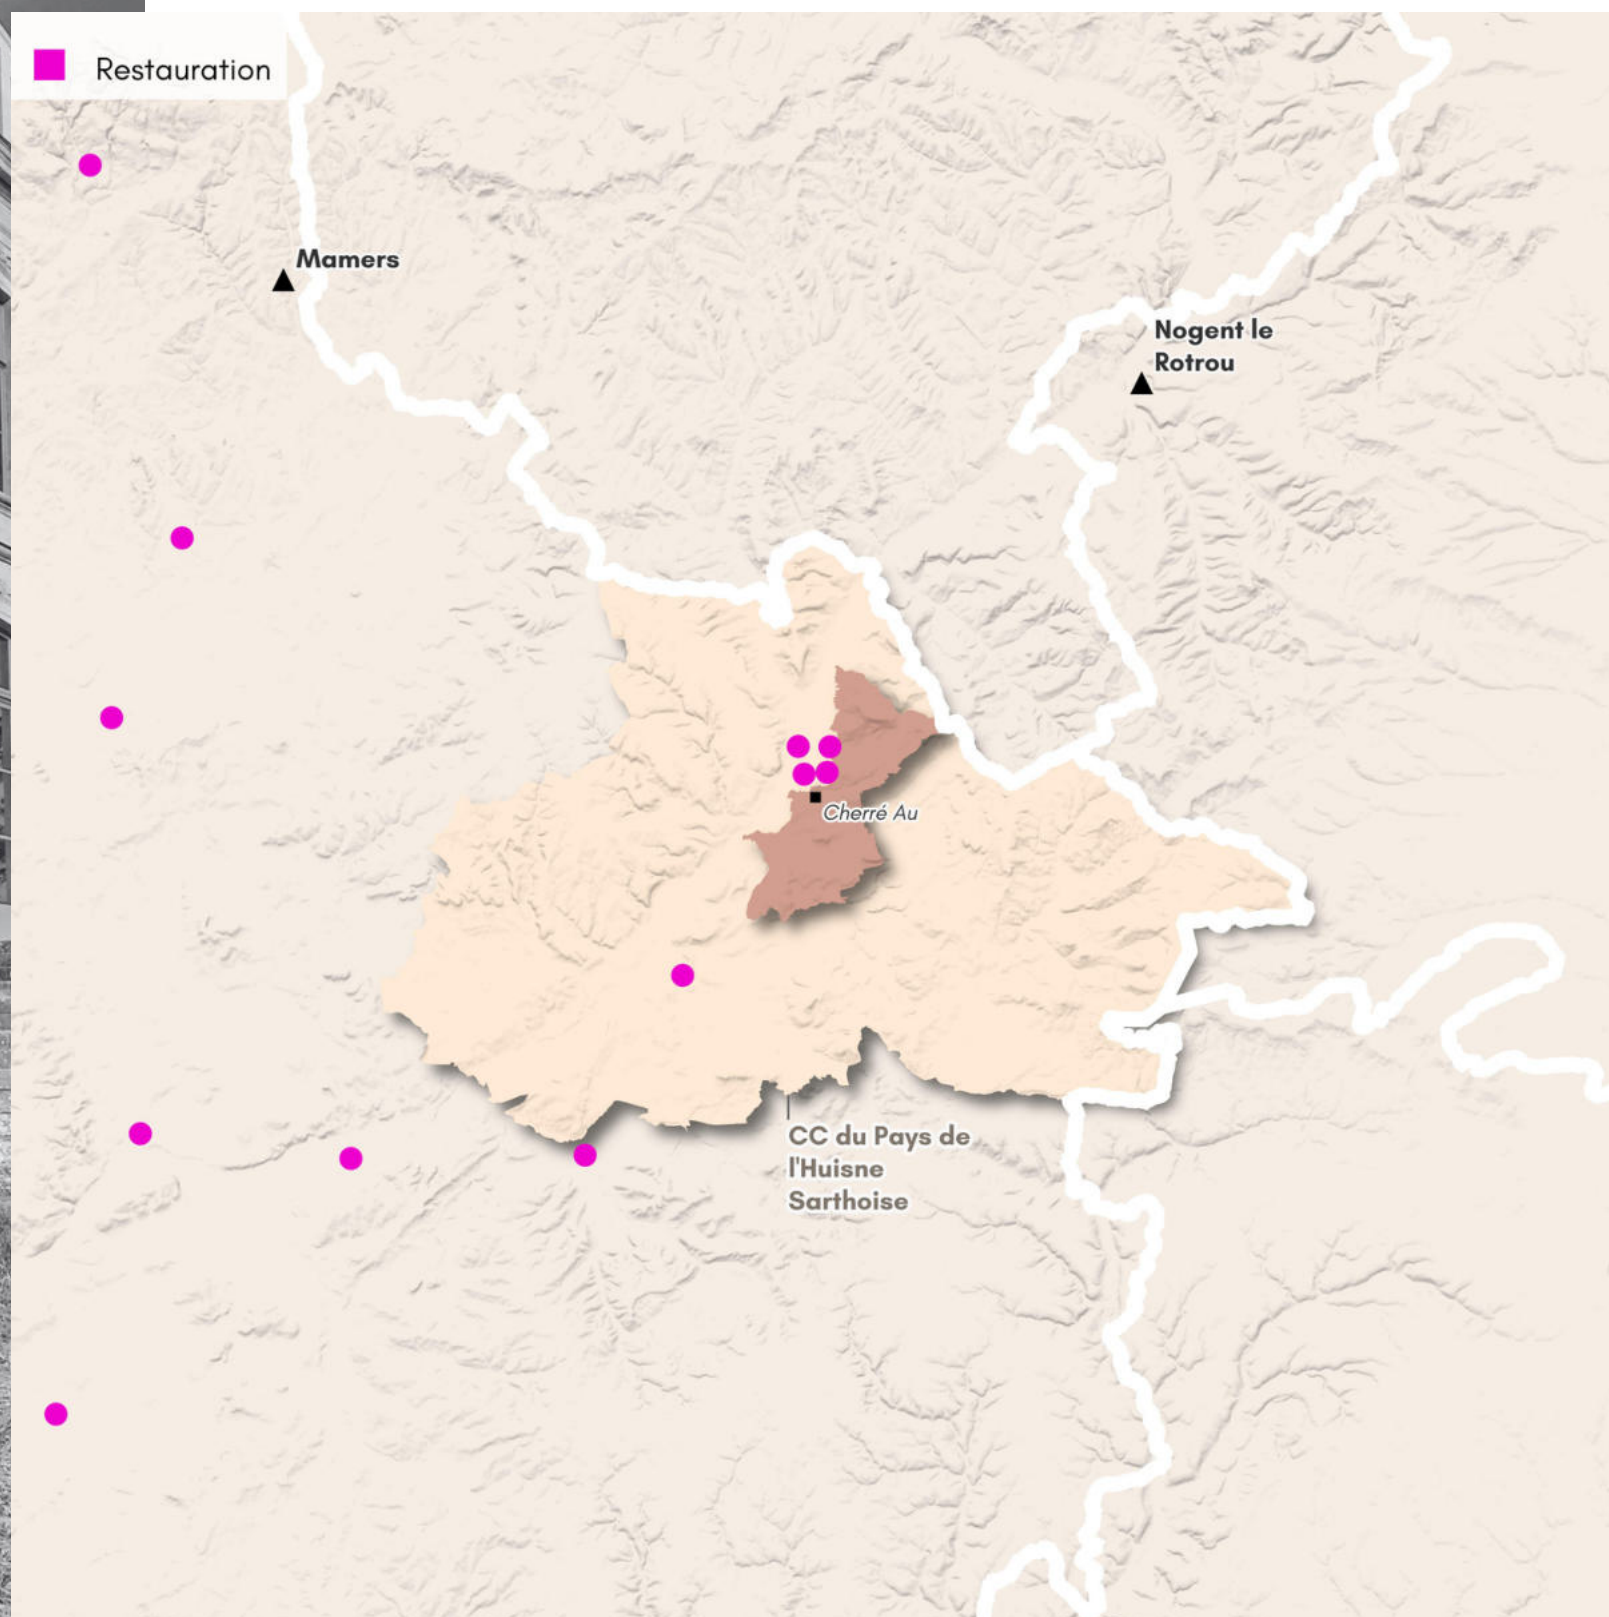 Restauration
Mamers
Nogent le
Rotrou
Cherré Au
CC du Pays de
l'Huisne
Sarthoise